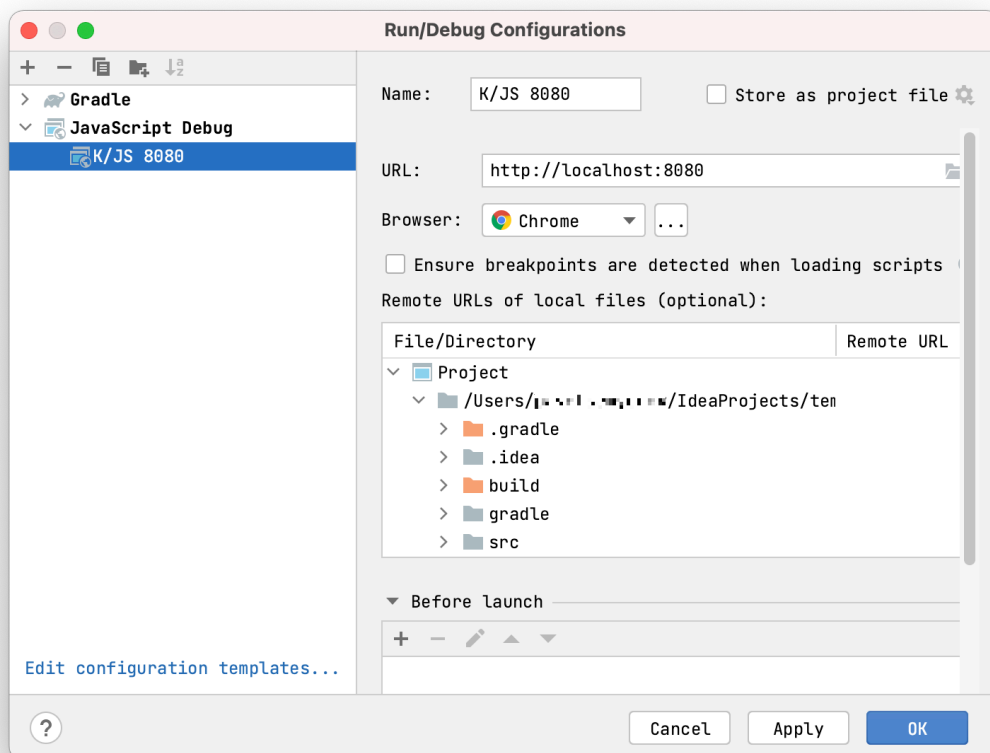 Run/Debug Configurations
Gradle
JavaScript Debug
K/JS 8080
Edit configuration templates...
Name: K/JS 8080 Store as project file
URL: http://localhost:8080
Browser: Chrome ...
Ensure breakpoints are detected when loading scripts
Remote URLs of local files (optional):
File/Directory Remote URL
Project
/Users/ /IdeaProjects/tem
.gradle
.idea
build
gradle
src
Before launch
? Cancel Apply OK